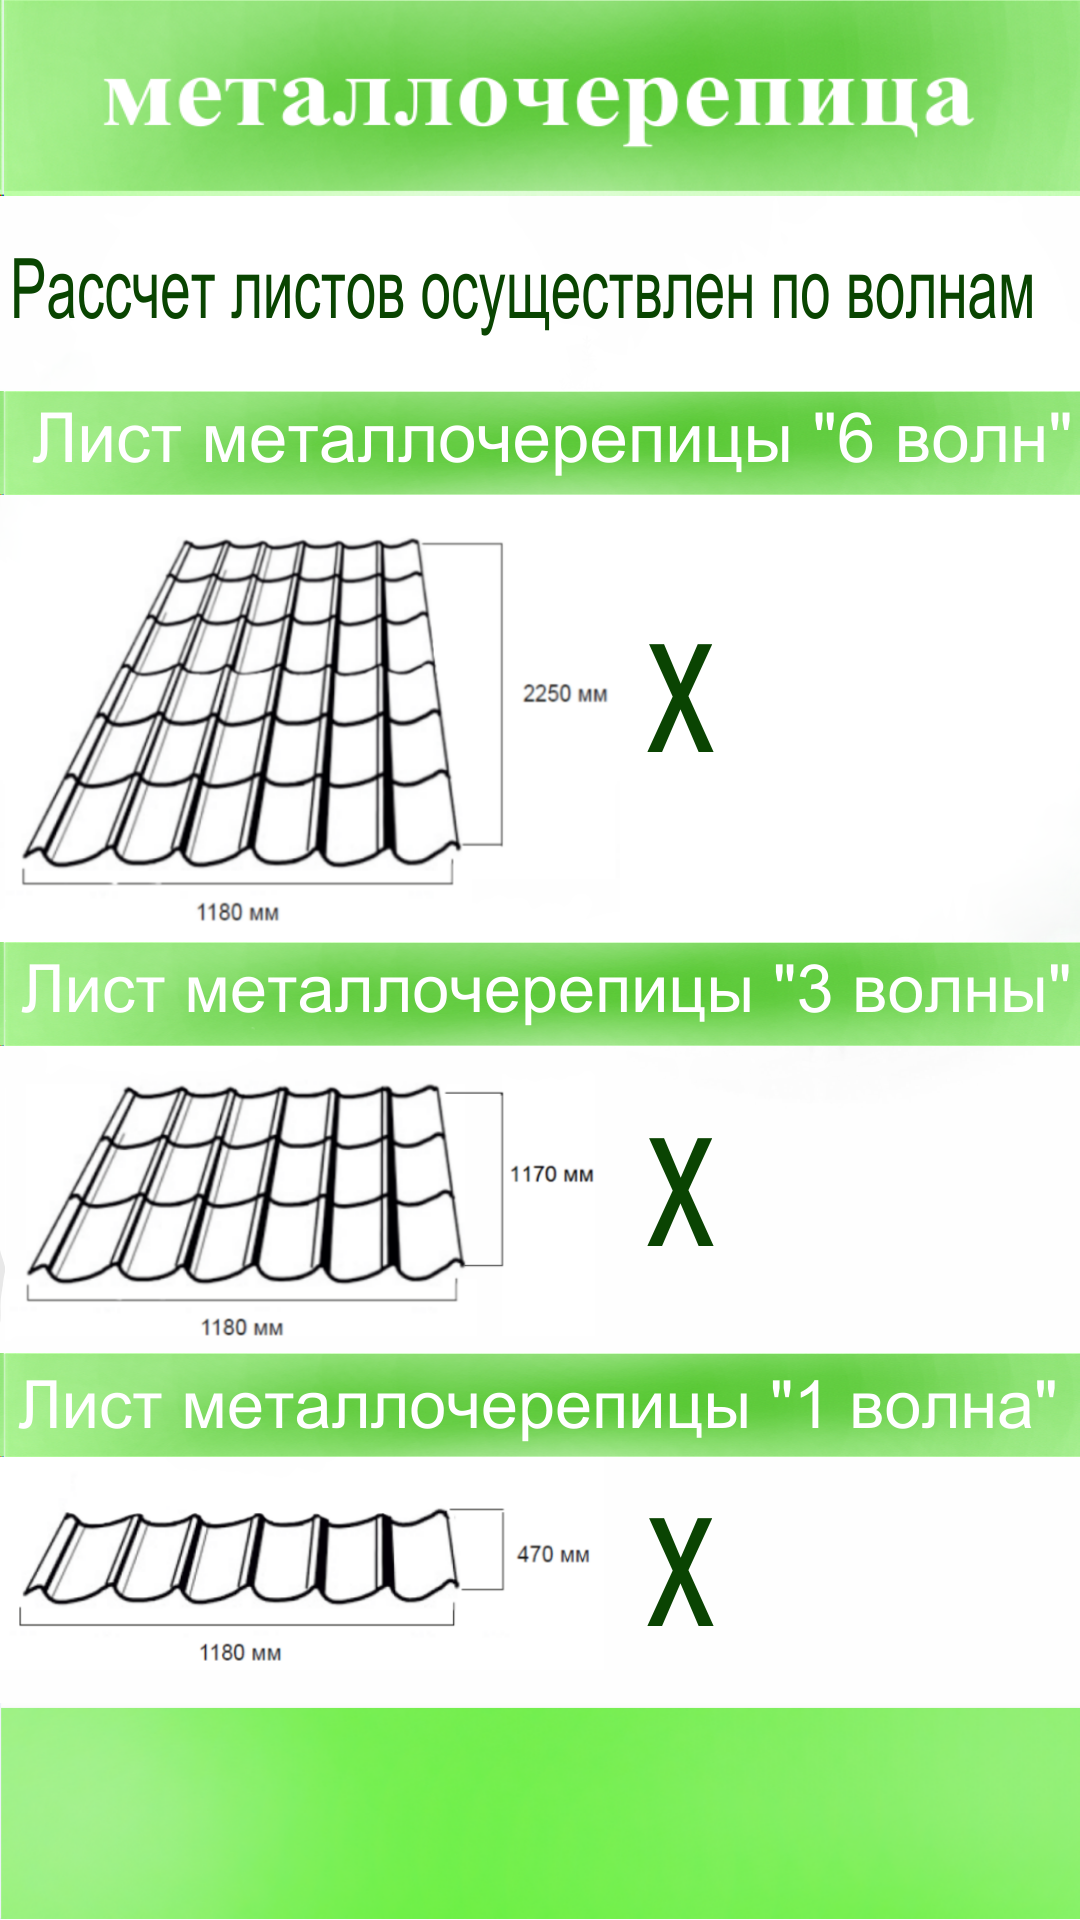 металлочерепица
Рассчет листов осуществлен по волнам
Лист металлочерепицы "6 волн"
2250 мм
X
1180 мм
Лист металлочерепицы "3 волны"
1170 мм
X
1180 мм
Лист металлочерепицы "1 волна"
470 мм
X
1180 мм